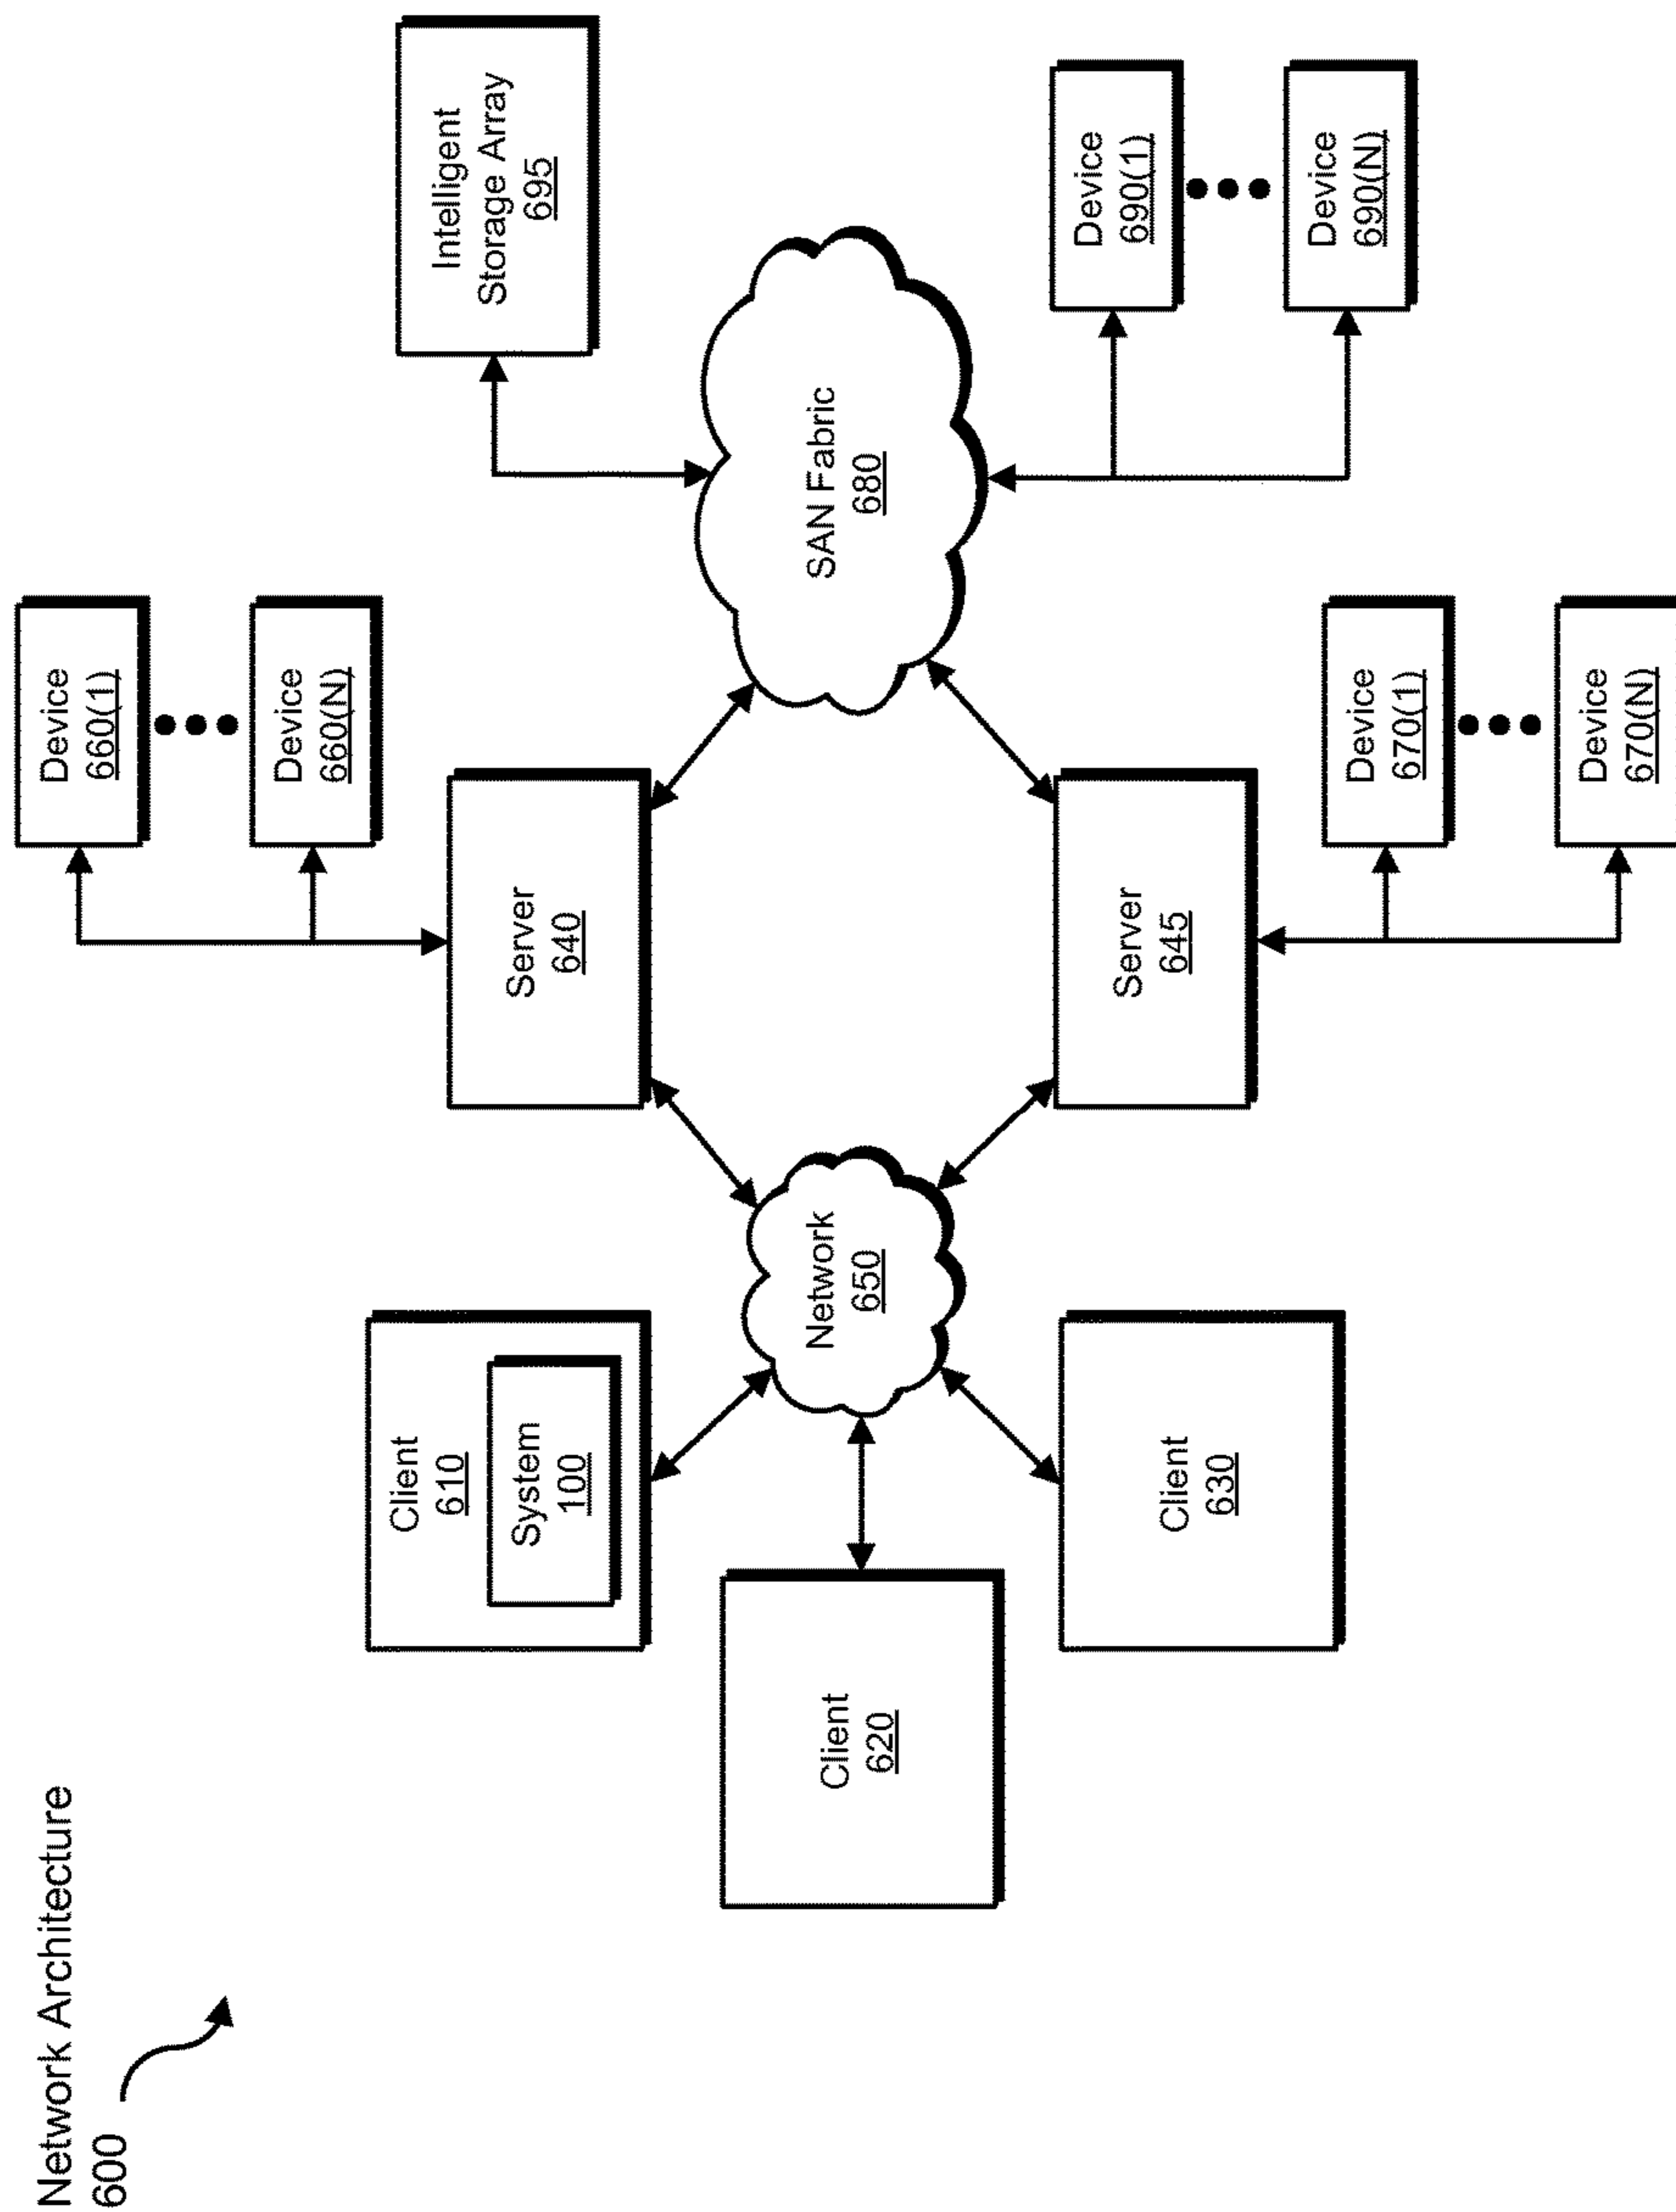 Network Architecture
600
Client
610
System
100
Client
620
Client
630
Network
650
Server
640
Server
645
Device
660(1)
Device
660(N)
Device
670(1)
Device
670(N)
SAN Fabric
680
Intelligent
Storage Array
695
Device
690(1)
Device
690(N)